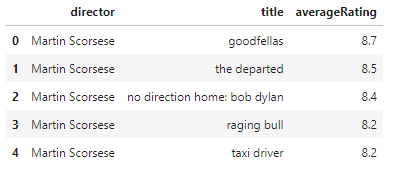 director title averageRating
0 Martin Scorsese goodfellas 8.7
1 Martin Scorsese the departed 8.5
2 Martin Scorsese no direction home: bob dylan 8.4
3 Martin Scorsese raging bull 8.2
4 Martin Scorsese taxi driver 8.2